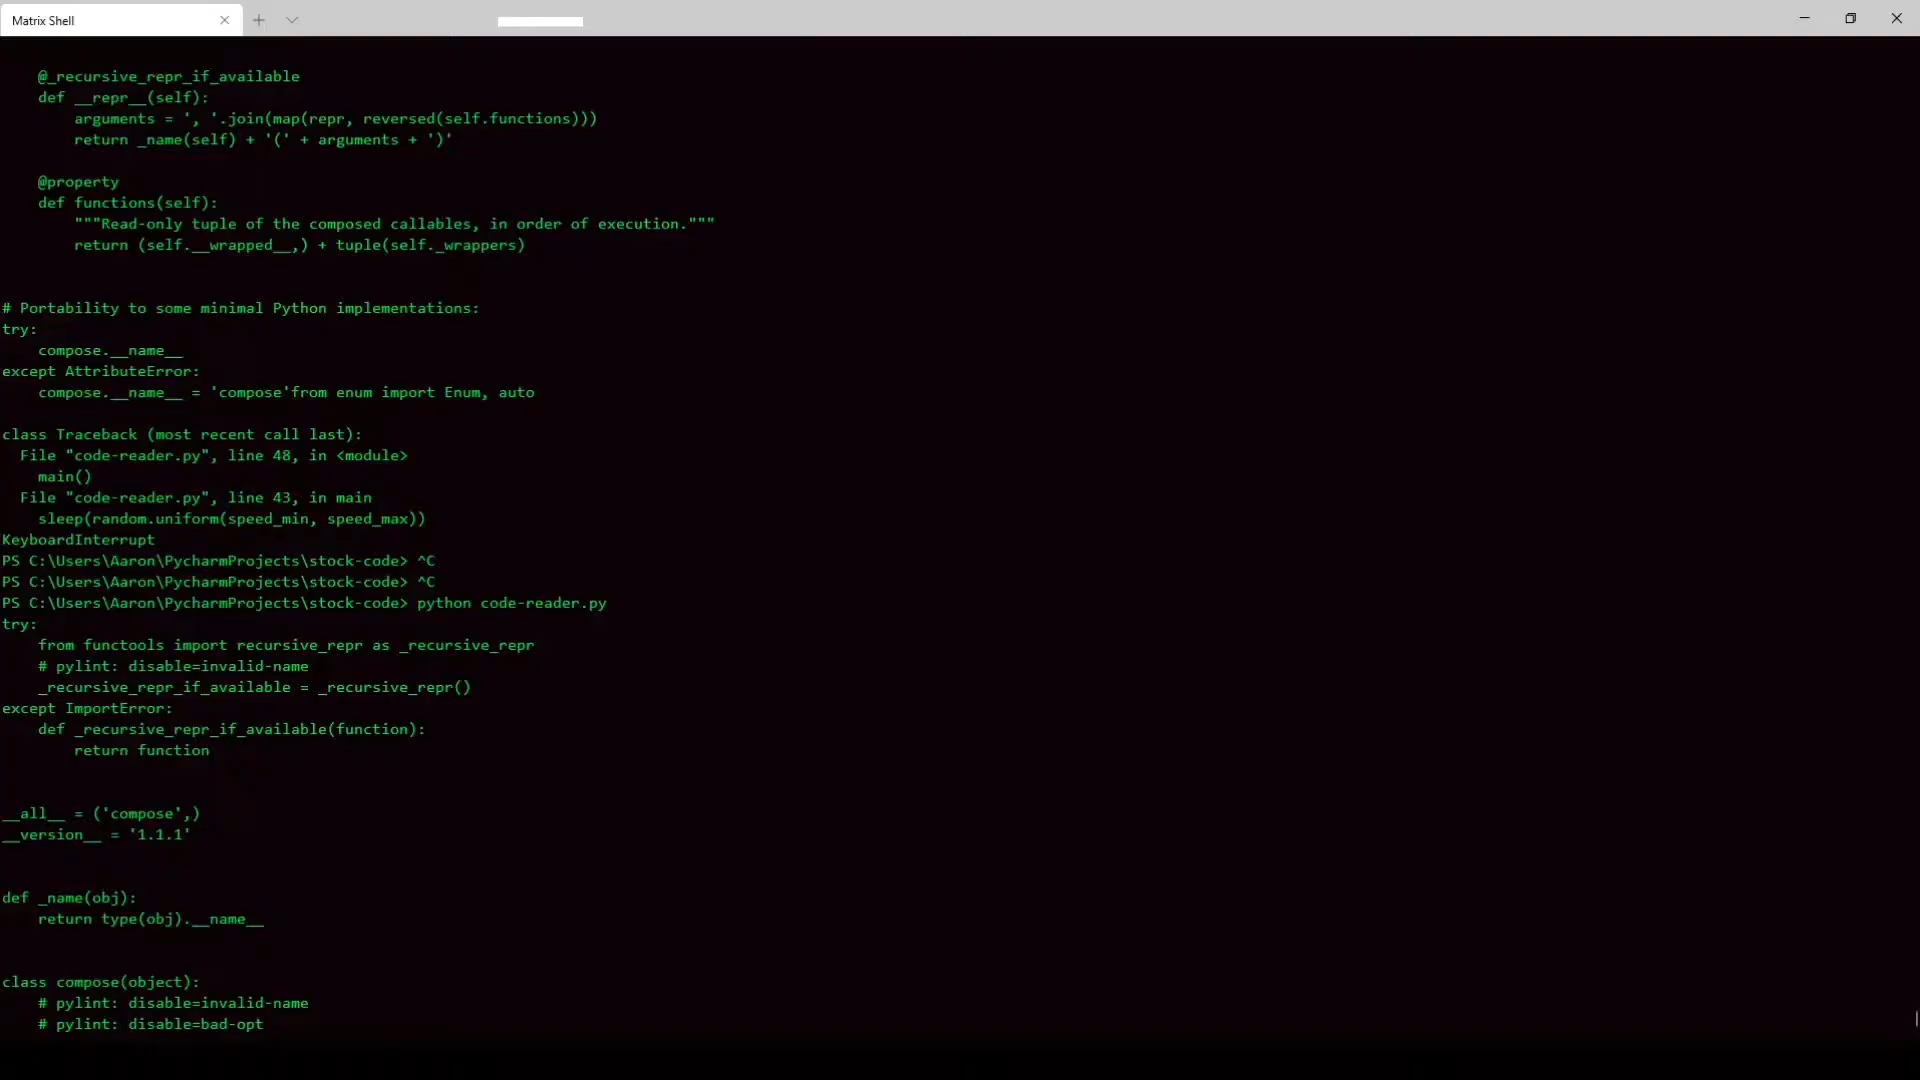 Matrix Shell
    @_recursive_repr_if_available
    def __repr__(self):
        arguments = ', '.join(map(repr, reversed(self.functions)))
        return _name(self) + '(' + arguments + ')'
    @property
    def functions(self):
        """Read-only tuple of the composed callables, in order of execution."""
        return (self.__wrapped__,) + tuple(self._wrappers)
# Portability to some minimal Python implementations:
try:
    compose.__name__
except AttributeError:
    compose.__name__ = 'compose'from enum import Enum, auto
class Traceback (most recent call last):
  File "code-reader.py", line 48, in <module>
    main()
  File "code-reader.py", line 43, in main
    sleep(random.uniform(speed_min, speed_max))
KeyboardInterrupt
PS C:\Users\Aaron\PycharmProjects\stock-code> ^C
PS C:\Users\Aaron\PycharmProjects\stock-code> ^C
PS C:\Users\Aaron\PycharmProjects\stock-code> python code-reader.py
try:
    from functools import recursive_repr as _recursive_repr
    # pylint: disable=invalid-name
    _recursive_repr_if_available = _recursive_repr()
except ImportError:
    def _recursive_repr_if_available(function):
        return function
__all__ = ('compose',)
__version__ = '1.1.1'
def _name(obj):
    return type(obj).__name__
class compose(object):
    # pylint: disable=invalid-name
    # pylint: disable=bad-opt